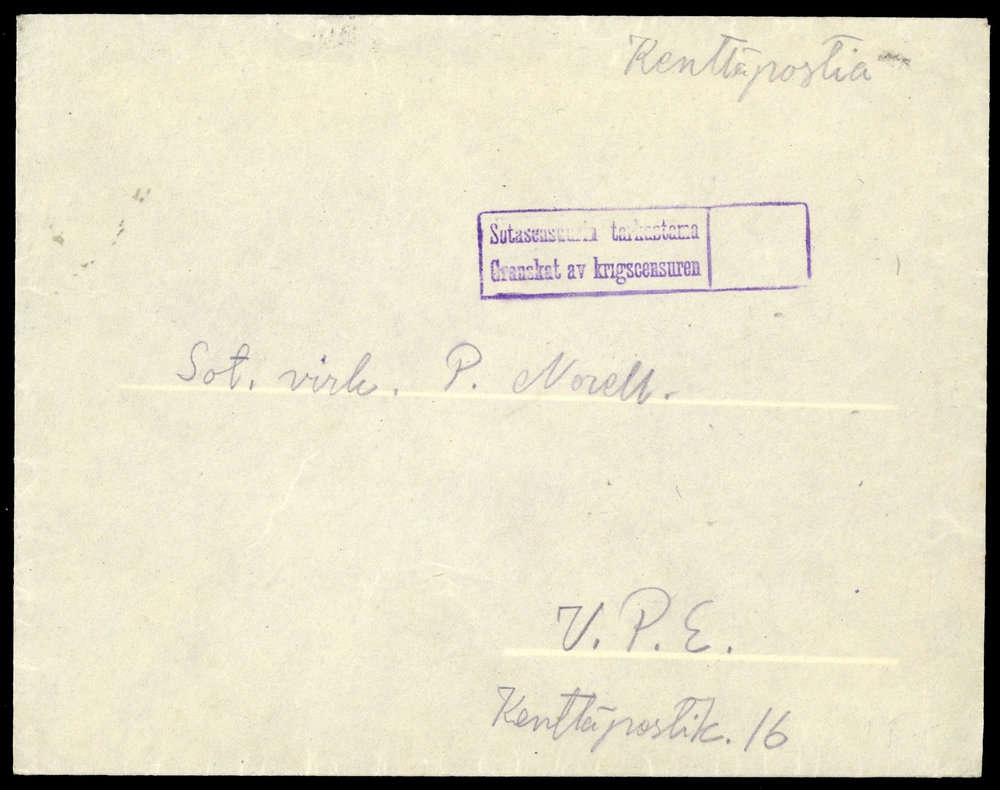 Kenttäpostia
Sotasensuurin tarkastama
Granskat av krigscensuren
Sot. virk. P. Norell.
V.P.E.
Kenttäpostik. 16